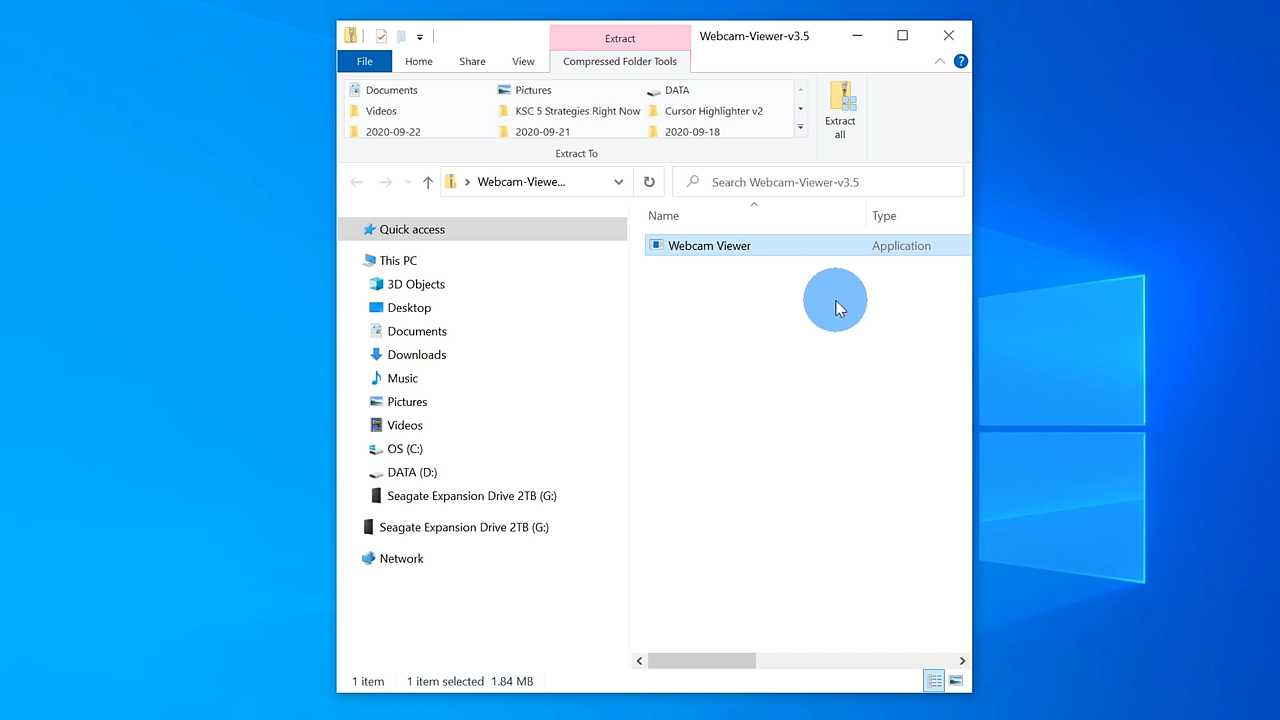 Extract
Webcam-Viewer-v3.5
File
Home
Share
View
Compressed Folder Tools
?
Documents
Pictures
DATA
Videos
KSC 5 Strategies Right Now
Cursor Highlighter v2
2020-09-22
2020-09-21
2020-09-18
Extract
all
Extract To
Webcam-Viewe...
Search Webcam-Viewer-v3.5
Name
Type
Quick access
Webcam Viewer
Application
This PC
3D Objects
Desktop
Documents
Downloads
Music
Pictures
Videos
OS (C:)
DATA (D:)
Seagate Expansion Drive 2TB (G:)
Seagate Expansion Drive 2TB (G:)
Network
1 item
1 item selected 1.84 MB